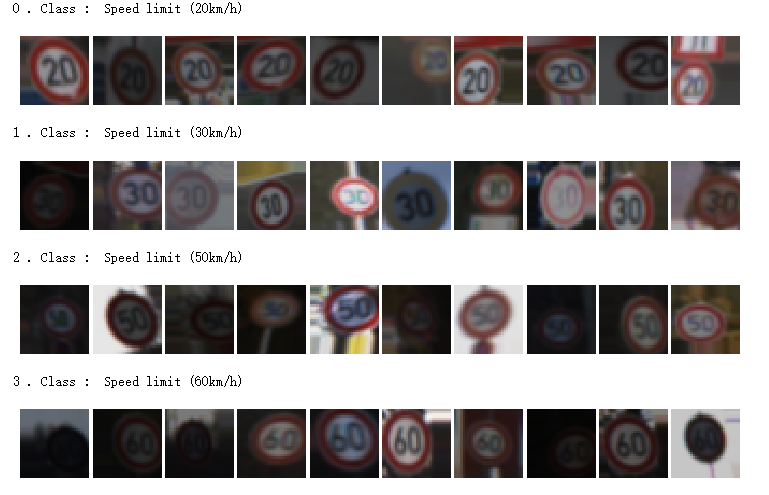 0 . Class :  Speed limit (20km/h)
20 20 20 20 20 20 20 20 20 20
1 . Class :  Speed limit (30km/h)
30 30 30 30 30 30 30 30 30 30
2 . Class :  Speed limit (50km/h)
50 50 50 50 50 50 50 50 50
3 . Class :  Speed limit (60km/h)
60 60 60 60 60 60 60 60 60